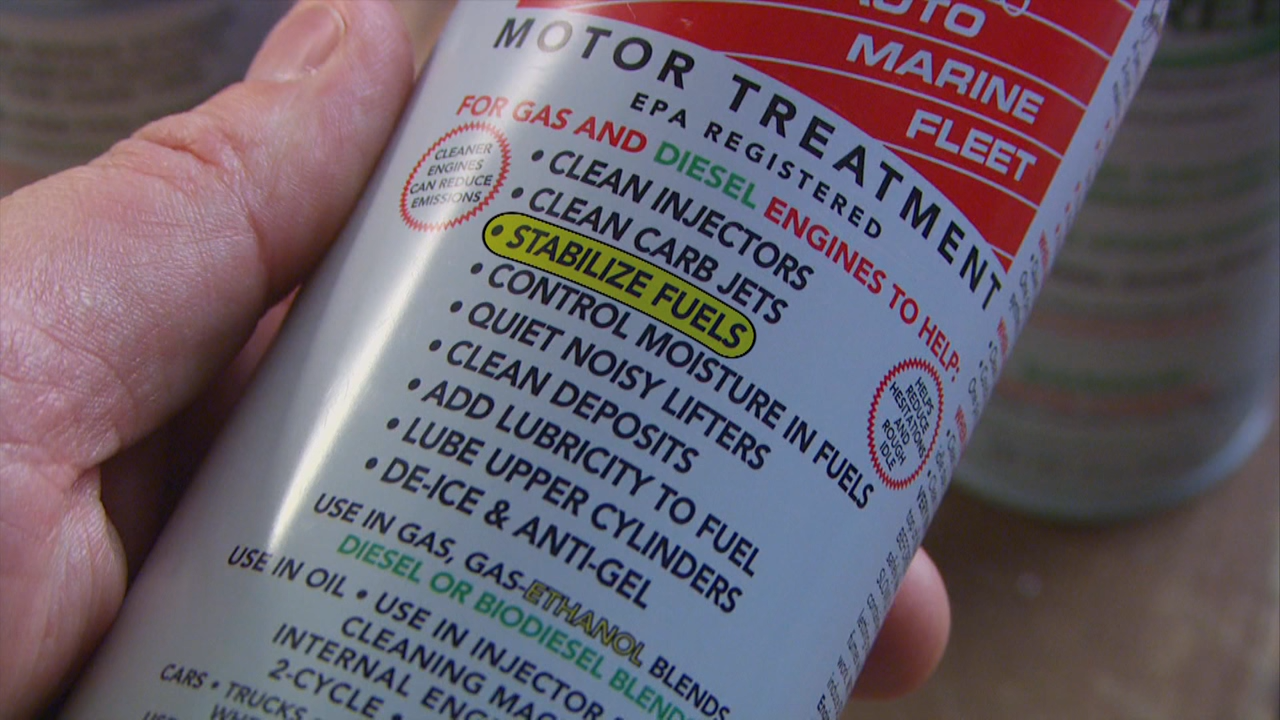 AUTO
MARINE
FLEET
MOTOR TREATMENT
EPA REGISTERED
FOR GAS AND DIESEL ENGINES TO HELP:
CLEANER
ENGINES
CAN REDUCE
EMISSIONS
• CLEAN INJECTORS
• CLEAN CARB JETS
• STABILIZE FUELS
• CONTROL MOISTURE IN FUELS
• QUIET NOISY LIFTERS
• CLEAN DEPOSITS
• ADD LUBRICITY TO FUEL
• LUBE UPPER CYLINDERS
• DE-ICE & ANTI-GEL
HELPS
REDUCE
HESITATIONS
AND
ROUGH
IDLE
USE IN GAS, GAS-ETHANOL BLENDS
DIESEL OR BIODIESEL BLENDS
USE IN OIL • USE IN INJECTOR
CLEANING
INTERNAL
2-CYCLE •
CARS • TRUCKS